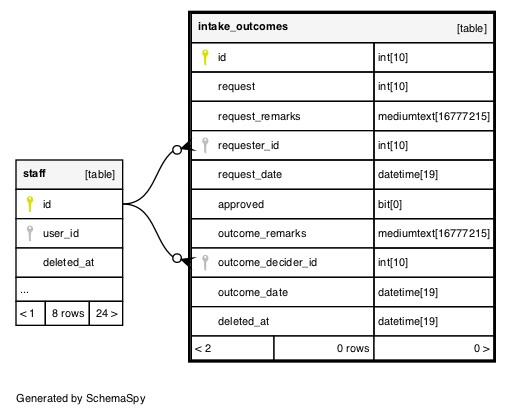 intake_outcomes [table]
id int[10]
request int[10]
request_remarks mediumtext[16777215]
requester_id int[10]
request_date datetime[19]
approved bit[0]
outcome_remarks mediumtext[16777215]
outcome_decider_id int[10]
outcome_date datetime[19]
deleted_at datetime[19]
< 2 0 rows 0 >
staff [table]
id
user_id
deleted_at
...
< 1 8 rows 24 >
Generated by SchemaSpy